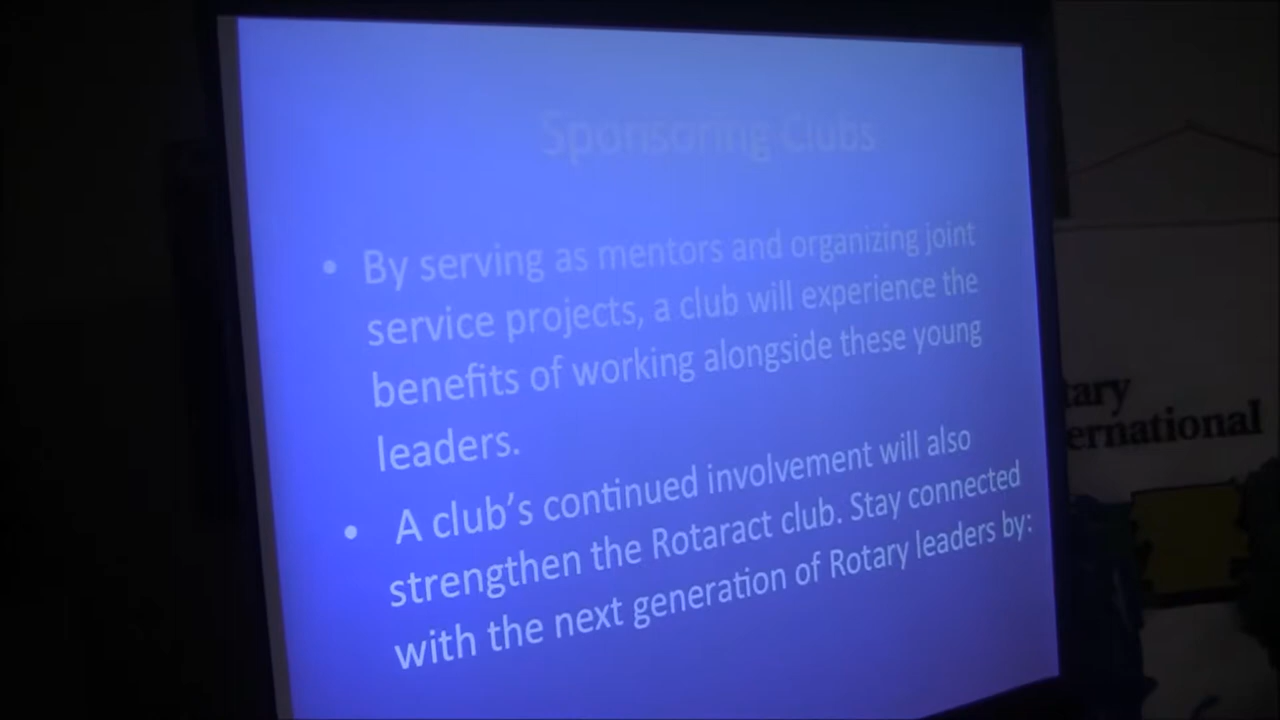 Sponsoring Clubs
• By serving as mentors and organizing joint
service projects, a club will experience the
benefits of working alongside these young
leaders.
• A club's continued involvement will also
strengthen the Rotaract club. Stay connected
with the next generation of Rotary leaders by:
tary
ernational